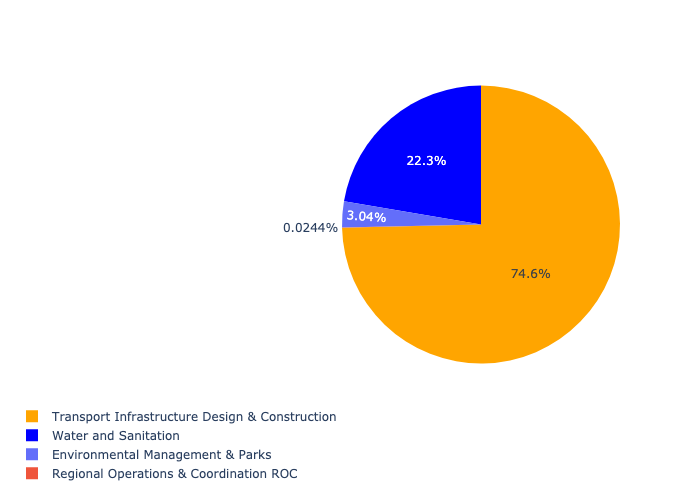 22.3%
3.04%
0.0244%
74.6%
Transport Infrastructure Design & Construction
Water and Sanitation
Environmental Management & Parks
Regional Operations & Coordination ROC